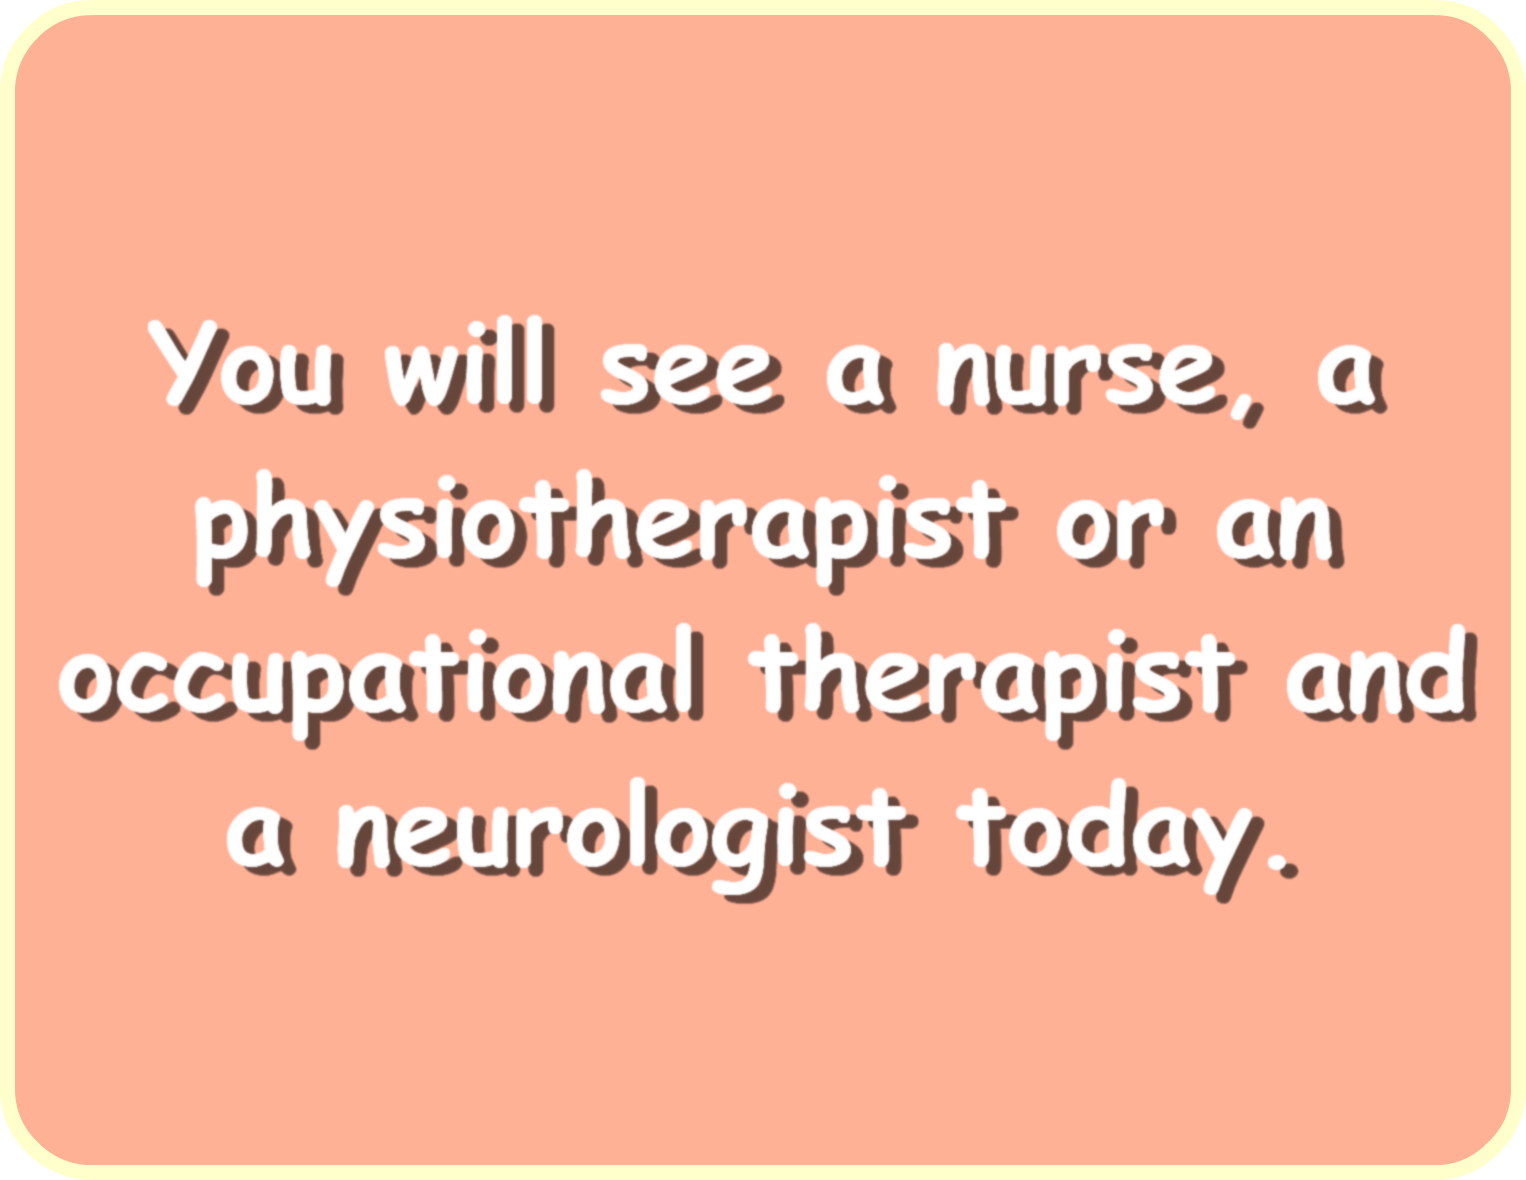 You will see a nurse, a
physiotherapist or an
occupational therapist and
a neurologist today.